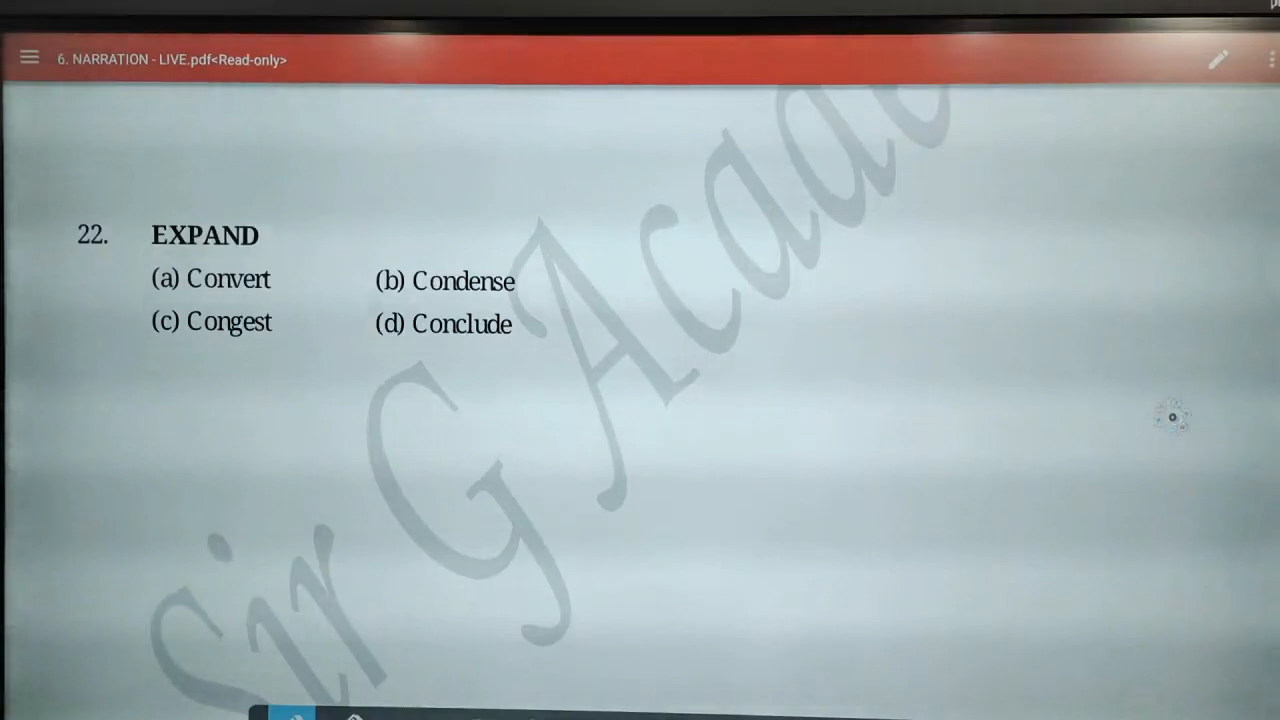 6. NARRATION - LIVE.pdf<Read-only>
22. EXPAND
(a) Convert (b) Condense
(c) Congest (d) Conclude
Sir G Acad